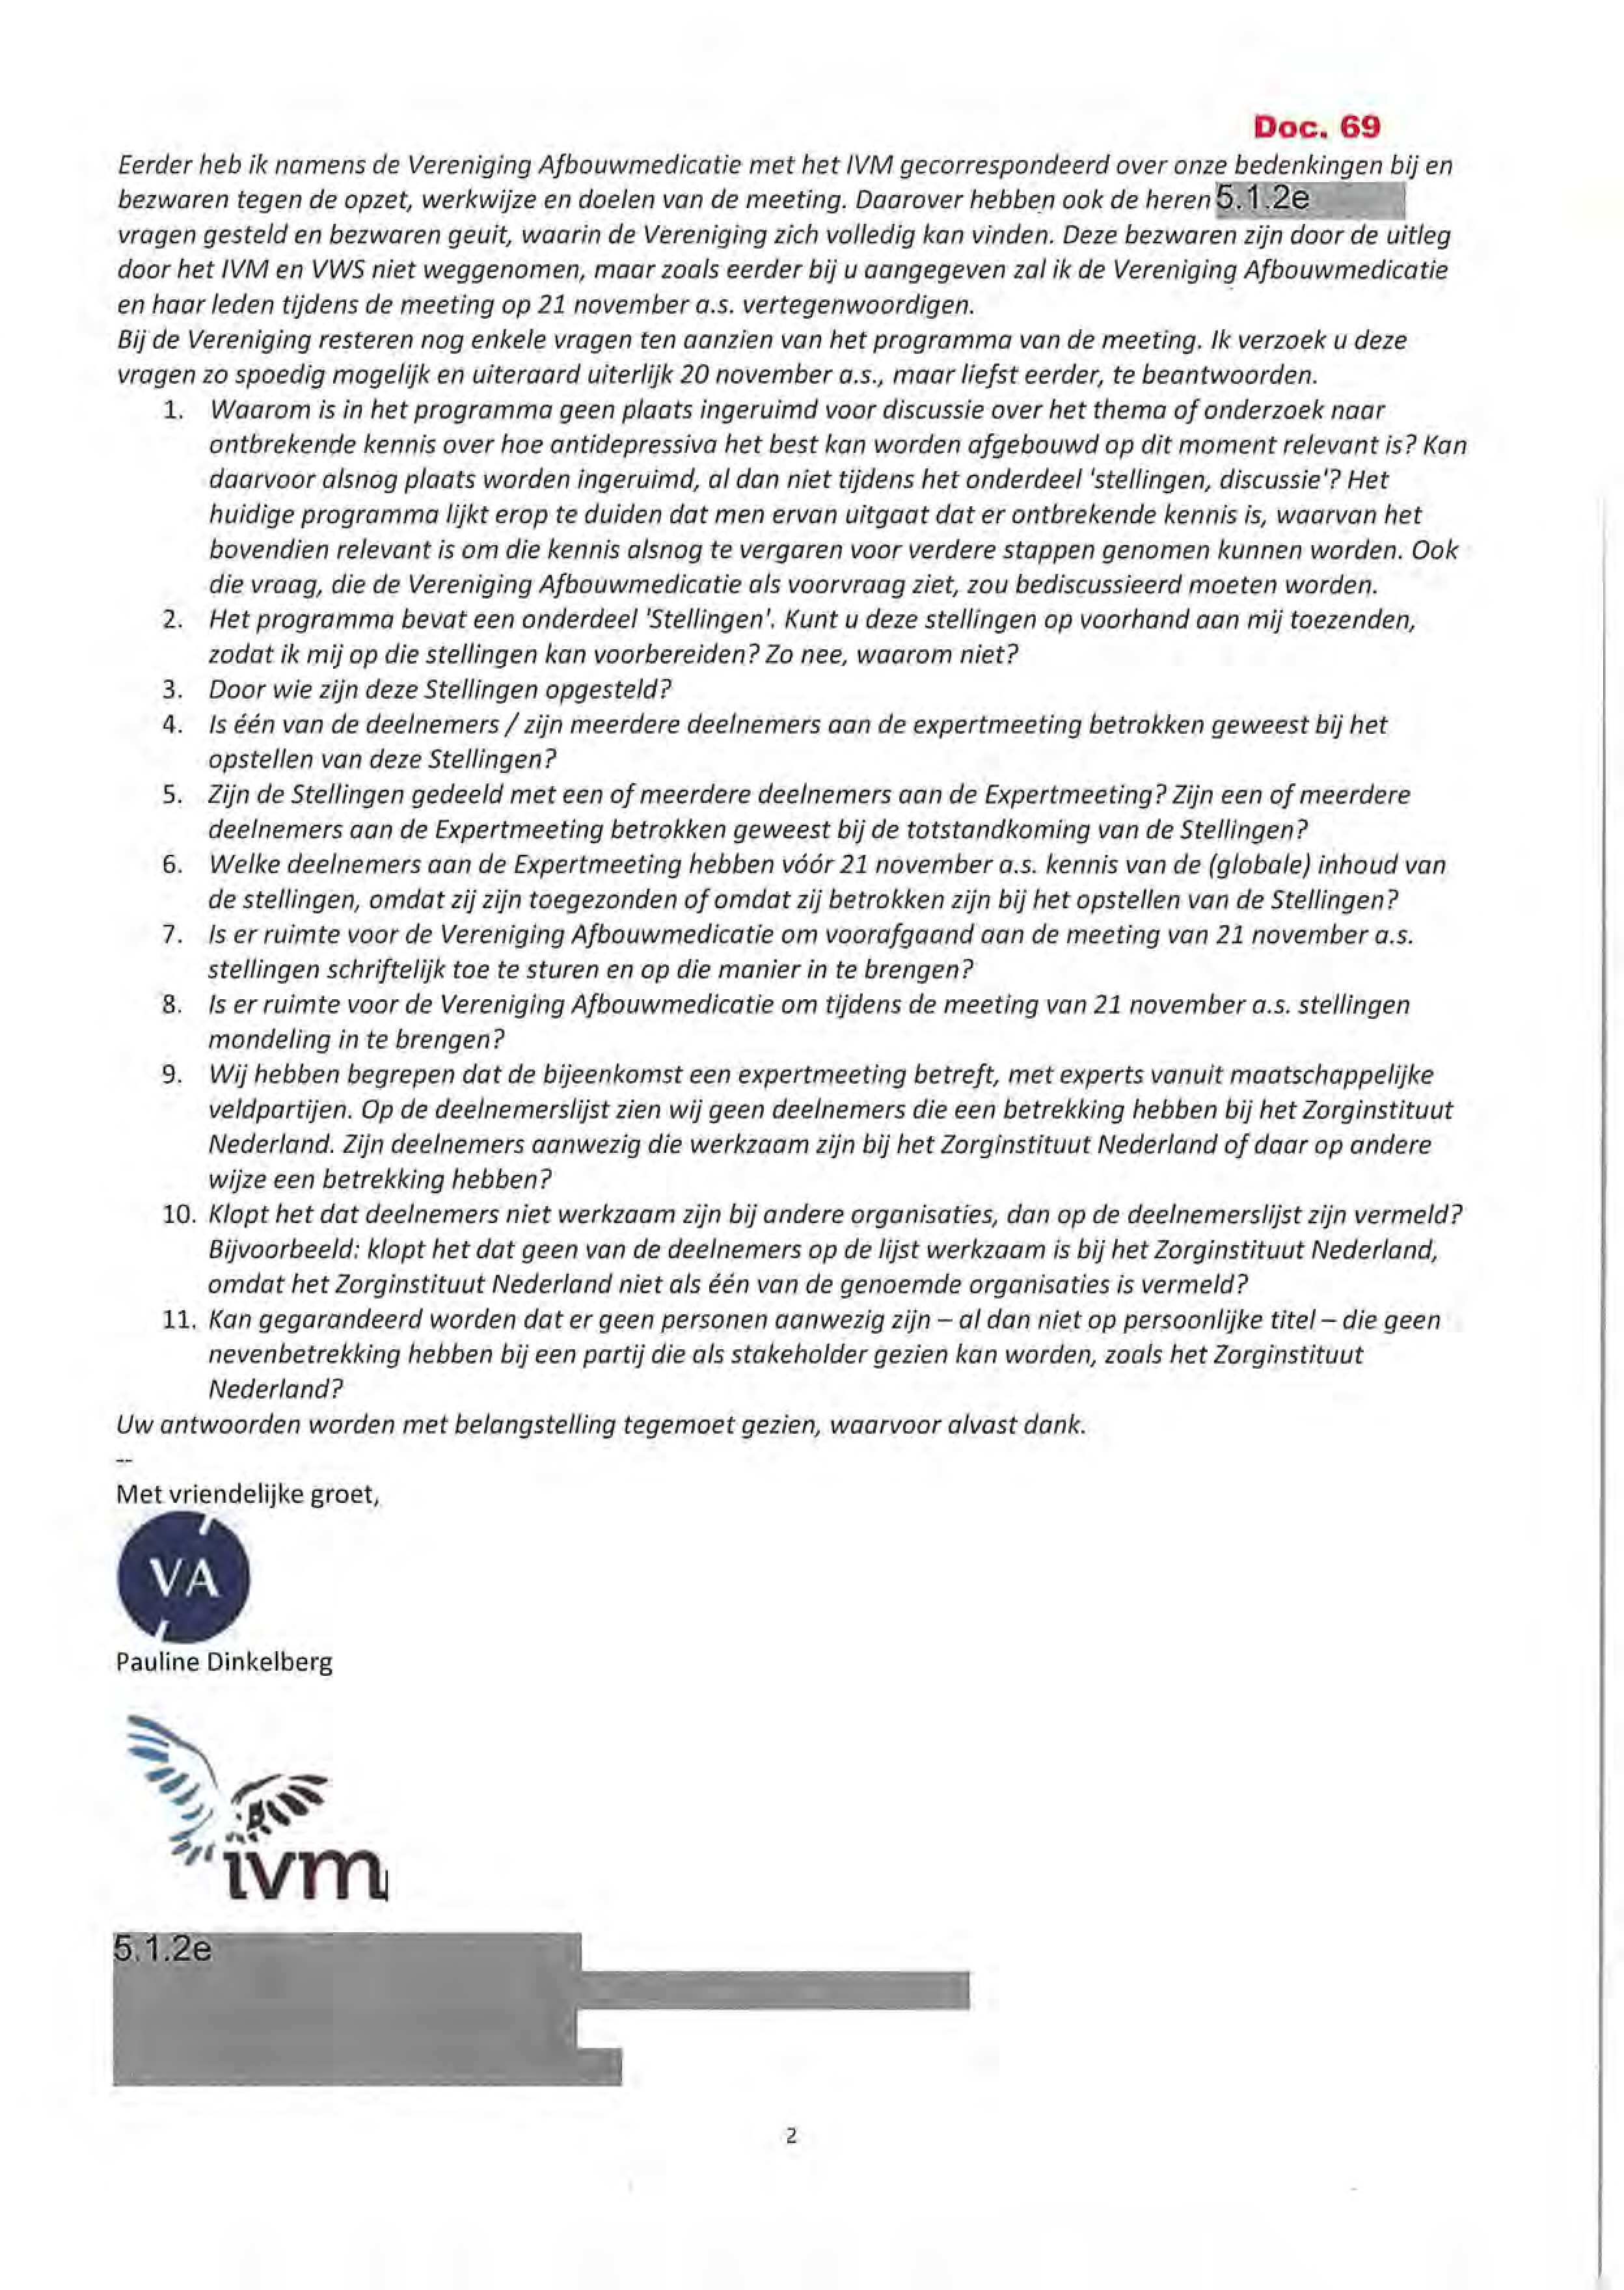 Doc. 69
Eerder heb ik namens de Vereniging Afbouwmedicatie met het IVM gecorrespondeerd over onze bedenkingen bij en
bezwaren tegen de opzet, werkwijze en doelen van de meeting. Daarover hebben ook de heren 5.1.2e
vragen gesteld en bezwaren geuit, waarin de Vereniging zich volledig kan vinden. Deze bezwaren zijn door de uitleg
door het IVM en VWS niet weggenomen, maar zoals eerder bij u aangegeven zal ik de Vereniging Afbouwmedicatie
en haar leden tijdens de meeting op 21 november a.s. vertegenwoordigen.
Bij de Vereniging resteren nog enkele vragen ten aanzien van het programma van de meeting. Ik verzoek u deze
vragen zo spoedig mogelijk en uiteraard uiterlijk 20 november a.s., maar liefst eerder, te beantwoorden.
1. Waarom is in het programma geen plaats ingeruimd voor discussie over het thema of onderzoek naar
ontbrekende kennis over hoe antidepressiva het best kan worden afgebouwd op dit moment relevant is? Kan
daarvoor alsnog plaats worden ingeruimd, al dan niet tijdens het onderdeel 'stellingen, discussie'? Het
huidige programma lijkt erop te duiden dat men ervan uitgaat dat er ontbrekende kennis is, waarvan het
bovendien relevant is om die kennis alsnog te vergaren voor verdere stappen genomen kunnen worden. Ook
die vraag, die de Vereniging Afbouwmedicatie als voorvraag ziet, zou bediscussieerd moeten worden.
2. Het programma bevat een onderdeel 'Stellingen'. Kunt u deze stellingen op voorhand aan mij toezenden,
zodat ik mij op die stellingen kan voorbereiden? Zo nee, waarom niet?
3. Door wie zijn deze Stellingen opgesteld?
4. Is één van de deelnemers / zijn meerdere deelnemers aan de expertmeeting betrokken geweest bij het
opstellen van deze Stellingen?
5. Zijn de Stellingen gedeeld met een of meerdere deelnemers aan de Expertmeeting? Zijn een of meerdere
deelnemers aan de Expertmeeting betrokken geweest bij de totstandkoming van de Stellingen?
6. Welke deelnemers aan de Expertmeeting hebben vóór 21 november a.s. kennis van de (globale) inhoud van
de stellingen, omdat zij zijn toegezonden of omdat zij betrokken zijn bij het opstellen van de Stellingen?
7. Is er ruimte voor de Vereniging Afbouwmedicatie om voorafgaand aan de meeting van 21 november a.s.
stellingen schriftelijk toe te sturen en op die manier in te brengen?
8. Is er ruimte voor de Vereniging Afbouwmedicatie om tijdens de meeting van 21 november a.s. stellingen
mondeling in te brengen?
9. Wij hebben begrepen dat de bijeenkomst een expertmeeting betreft, met experts vanuit maatschappelijke
veldpartijen. Op de deelnemerslijst zien wij geen deelnemers die een betrekking hebben bij het Zorginstituut
Nederland. Zijn deelnemers aanwezig die werkzaam zijn bij het Zorginstituut Nederland of daar op andere
wijze een betrekking hebben?
10. Klopt het dat deelnemers niet werkzaam zijn bij andere organisaties, dan op de deelnemerslijst zijn vermeld?
Bijvoorbeeld: klopt het dat geen van de deelnemers op de lijst werkzaam is bij het Zorginstituut Nederland,
omdat het Zorginstituut Nederland niet als één van de genoemde organisaties is vermeld?
11. Kan gegarandeerd worden dat er geen personen aanwezig zijn – al dan niet op persoonlijke titel – die geen
nevenbetrekking hebben bij een partij die als stakeholder gezien kan worden, zoals het Zorginstituut
Nederland?
Uw antwoorden worden met belangstelling tegemoet gezien, waarvoor alvast dank.
--
Met vriendelijke groet,
VA
Pauline Dinkelberg
ivm
5.1.2e
2